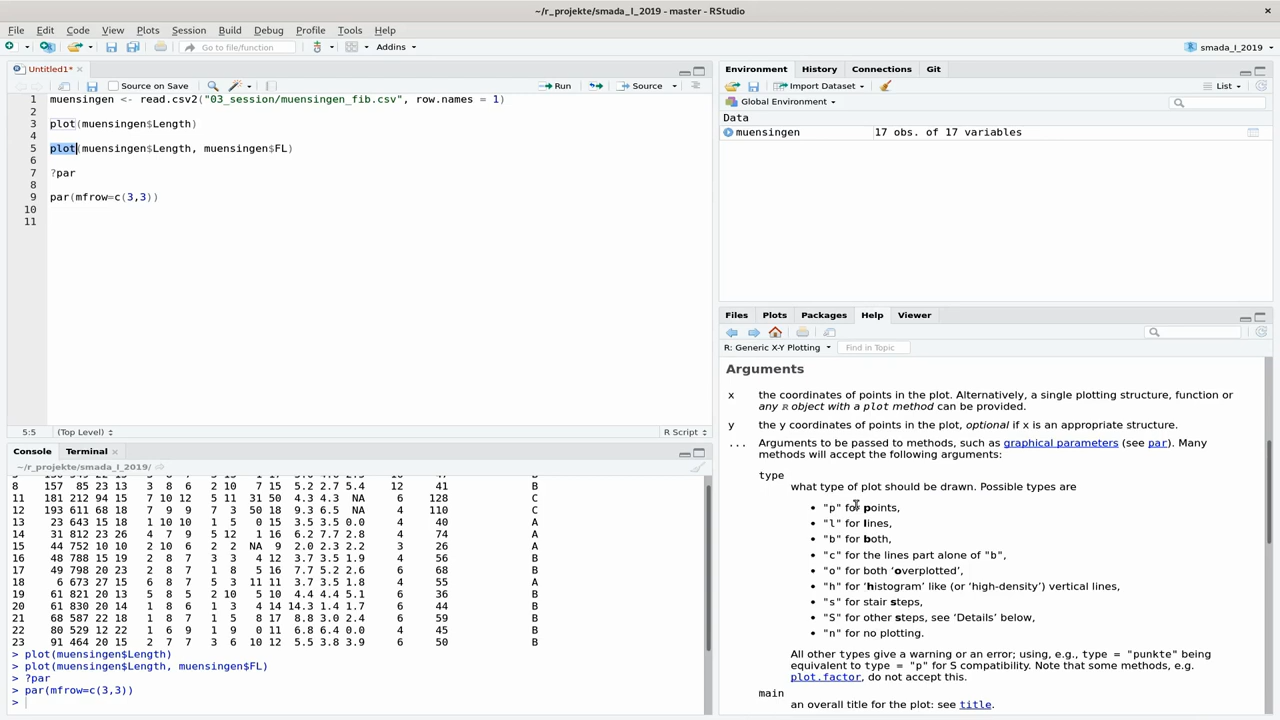 ~/r_projekte/smada_I_2019 - master - RStudio
File Edit Code View Plots Session Build Debug Profile Tools Help
Go to file/function Addins smada_I_2019
Untitled1*
Source on Save Run Source
1 muensingen <- read.csv2("03_session/muensingen_fib.csv", row.names = 1)
2
3 plot(muensingen$Length)
4
5 plot(muensingen$Length, muensingen$FL)
6
7 ?par
8
9 par(mfrow=c(3,3))
10
11
5:5 (Top Level) R Script
Console Terminal
~/r_projekte/smada_I_2019/
8 157 85 23 13 3 8 6 2 10 7 15 5.2 2.7 5.4 12 41 B
11 181 212 94 15 7 10 12 5 11 31 50 4.3 4.3 NA 6 128 C
12 193 611 68 18 7 9 9 7 3 50 18 9.3 6.5 NA 4 110 C
13 23 643 15 18 1 10 10 1 5 0 15 3.5 3.5 0.0 4 40 A
14 31 812 23 26 4 7 9 5 12 1 16 6.2 7.7 2.8 4 74 A
15 44 752 10 10 2 10 6 2 2 NA 9 2.0 2.3 2.2 3 26 A
16 48 788 15 19 2 8 7 3 3 4 12 3.7 3.5 1.9 4 56 B
17 49 798 20 23 2 8 7 1 8 5 16 7.7 5.2 2.6 6 68 B
18 6 673 27 15 6 8 7 5 3 11 11 3.7 3.5 1.8 4 55 A
19 61 821 20 13 5 8 5 2 10 5 10 4.4 4.4 5.1 6 36 B
20 61 830 20 14 1 8 6 1 3 4 14 14.3 1.4 1.7 6 44 B
21 68 587 22 18 1 8 7 1 5 8 17 8.8 3.0 2.4 6 59 B
22 80 529 12 22 1 6 9 1 9 0 11 6.8 6.4 0.0 4 45 B
23 91 464 20 15 2 7 7 3 6 10 12 5.5 3.8 3.9 6 50 B
> plot(muensingen$Length)
> plot(muensingen$Length, muensingen$FL)
> ?par
> par(mfrow=c(3,3))
>
Environment History Connections Git
Import Dataset List
Global Environment
Data
muensingen 17 obs. of 17 variables
Files Plots Packages Help Viewer
R: Generic X-Y Plotting Find in Topic
Arguments
x the coordinates of points in the plot. Alternatively, a single plotting structure, function or
any R object with a plot method can be provided.
y the y coordinates of points in the plot, optional if x is an appropriate structure.
... Arguments to be passed to methods, such as graphical parameters (see par). Many
methods will accept the following arguments:
type
what type of plot should be drawn. Possible types are
• "p" for points,
• "l" for lines,
• "b" for both,
• "c" for the lines part alone of "b",
• "o" for both ‘overplotted’,
• "h" for ‘histogram’ like (or ‘high-density’) vertical lines,
• "s" for stair steps,
• "S" for other steps, see ‘Details’ below,
• "n" for no plotting.
All other types give a warning or an error; using, e.g., type = "punkte" being
equivalent to type = "p" for S compatibility. Note that some methods, e.g.
plot.factor, do not accept this.
main
an overall title for the plot: see title.